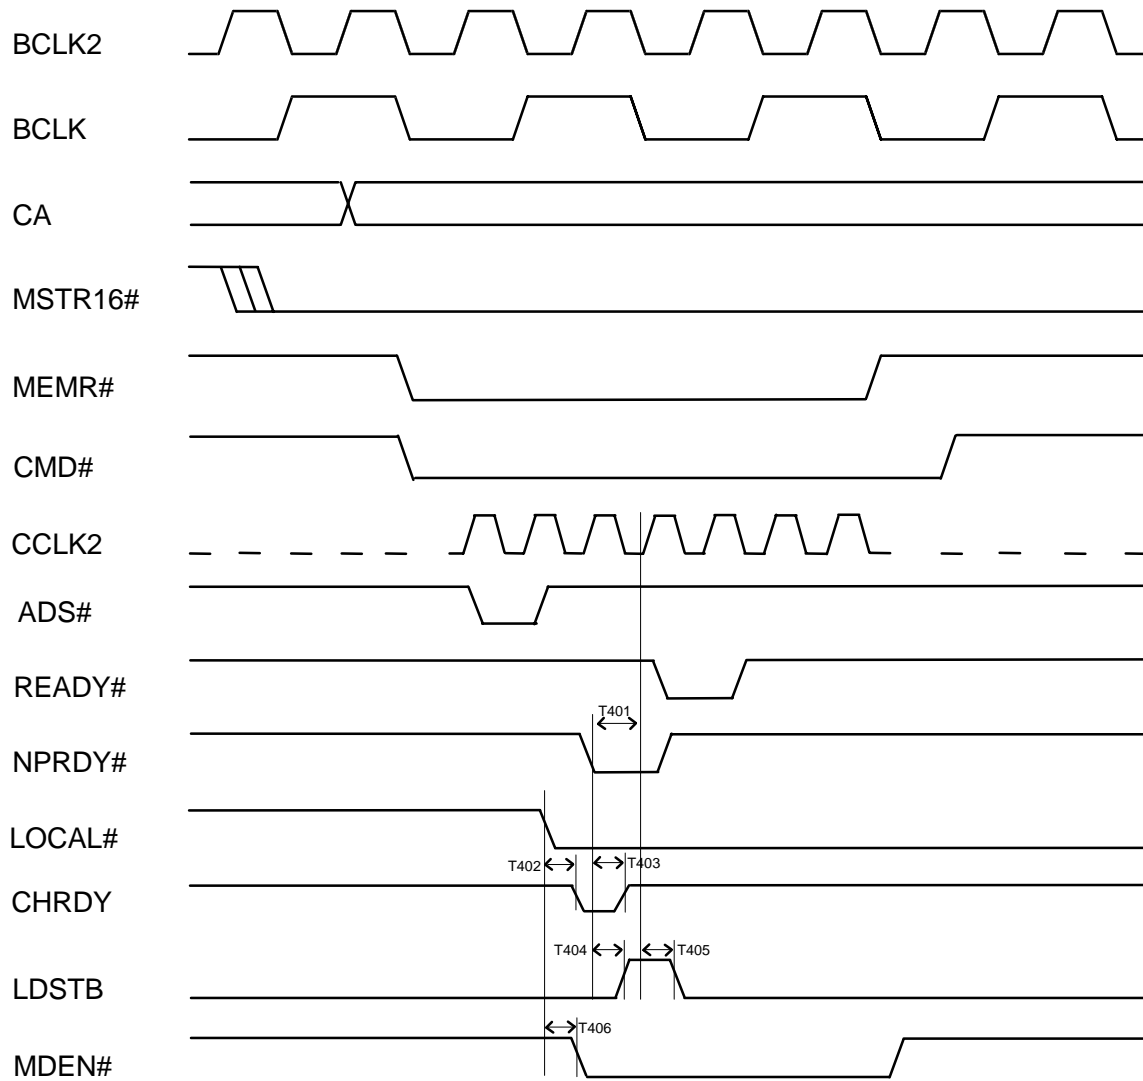 BCLK2
BCLK
CA
MSTR16#
MEMR#
CMD#
CCLK2
ADS#
READY#
T401
NPRDY#
LOCAL#
T402 T403
CHRDY
T404 T405
LDSTB
T406
MDEN#